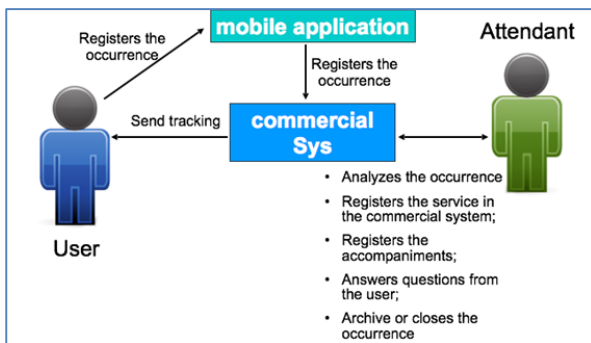 mobile application
Attendant
Registers the
occurrence
Registers the
occurrence
Send tracking
commercial
Sys
User
• Analyzes the occurrence
• Registers the service in
the commercial system;
• Registers the
accompaniments;
• Answers questions from
the user;
• Archive or closes the
occurrence